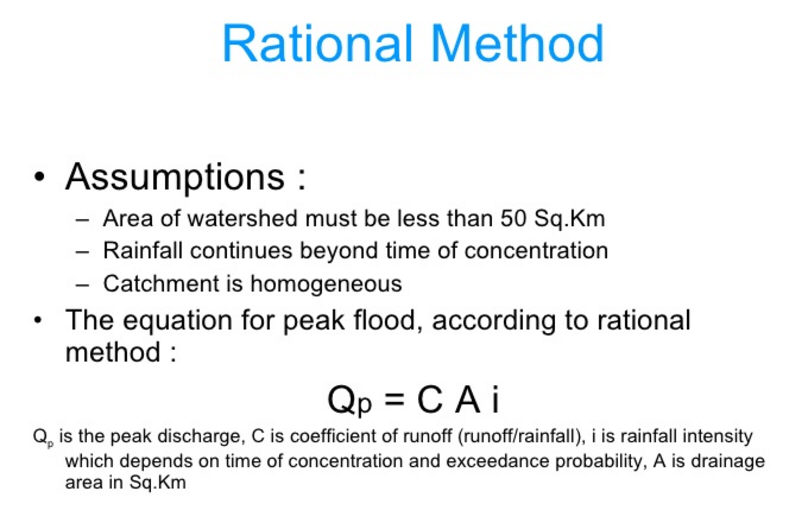 Rational Method
• Assumptions :
– Area of watershed must be less than 50 Sq.Km
– Rainfall continues beyond time of concentration
– Catchment is homogeneous
• The equation for peak flood, according to rational
method :
Qp = C A i
Qp is the peak discharge, C is coefficient of runoff (runoff/rainfall), i is rainfall intensity
which depends on time of concentration and exceedance probability, A is drainage
area in Sq.Km